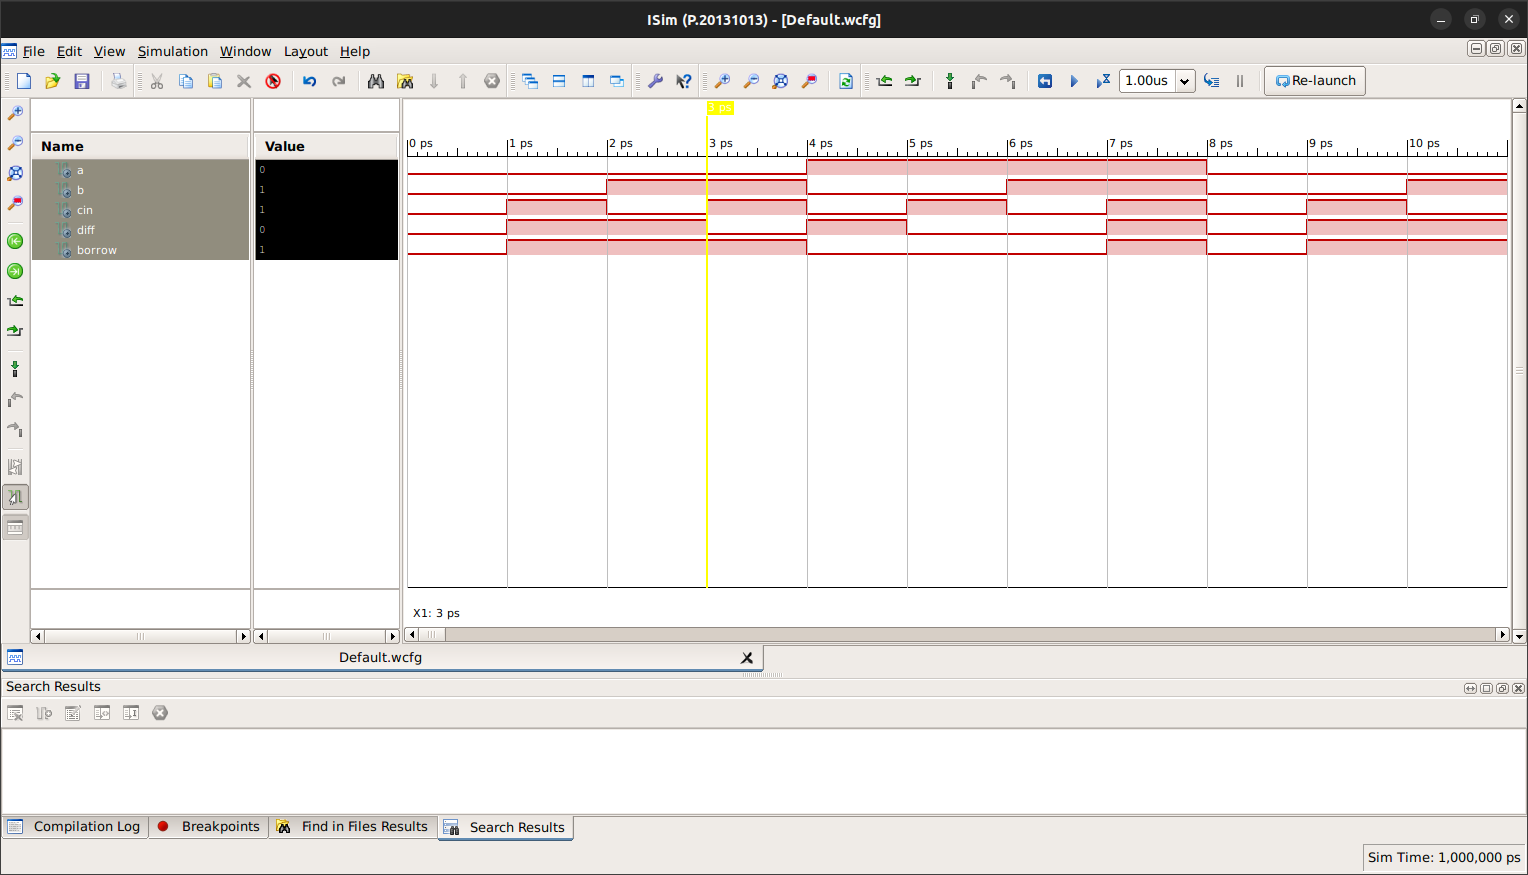 ISim (P.20131013) - [Default.wcfg]
File Edit View Simulation Window Layout Help
1.00us
Re-launch
3 ps
Name
Value
0 ps 1 ps 2 ps 3 ps 4 ps 5 ps 6 ps 7 ps 8 ps 9 ps 10 ps
a 0
b 1
cin 1
diff 0
borrow 1
X1: 3 ps
Default.wcfg
Search Results
Compilation Log
Breakpoints
Find in Files Results
Search Results
Sim Time: 1,000,000 ps